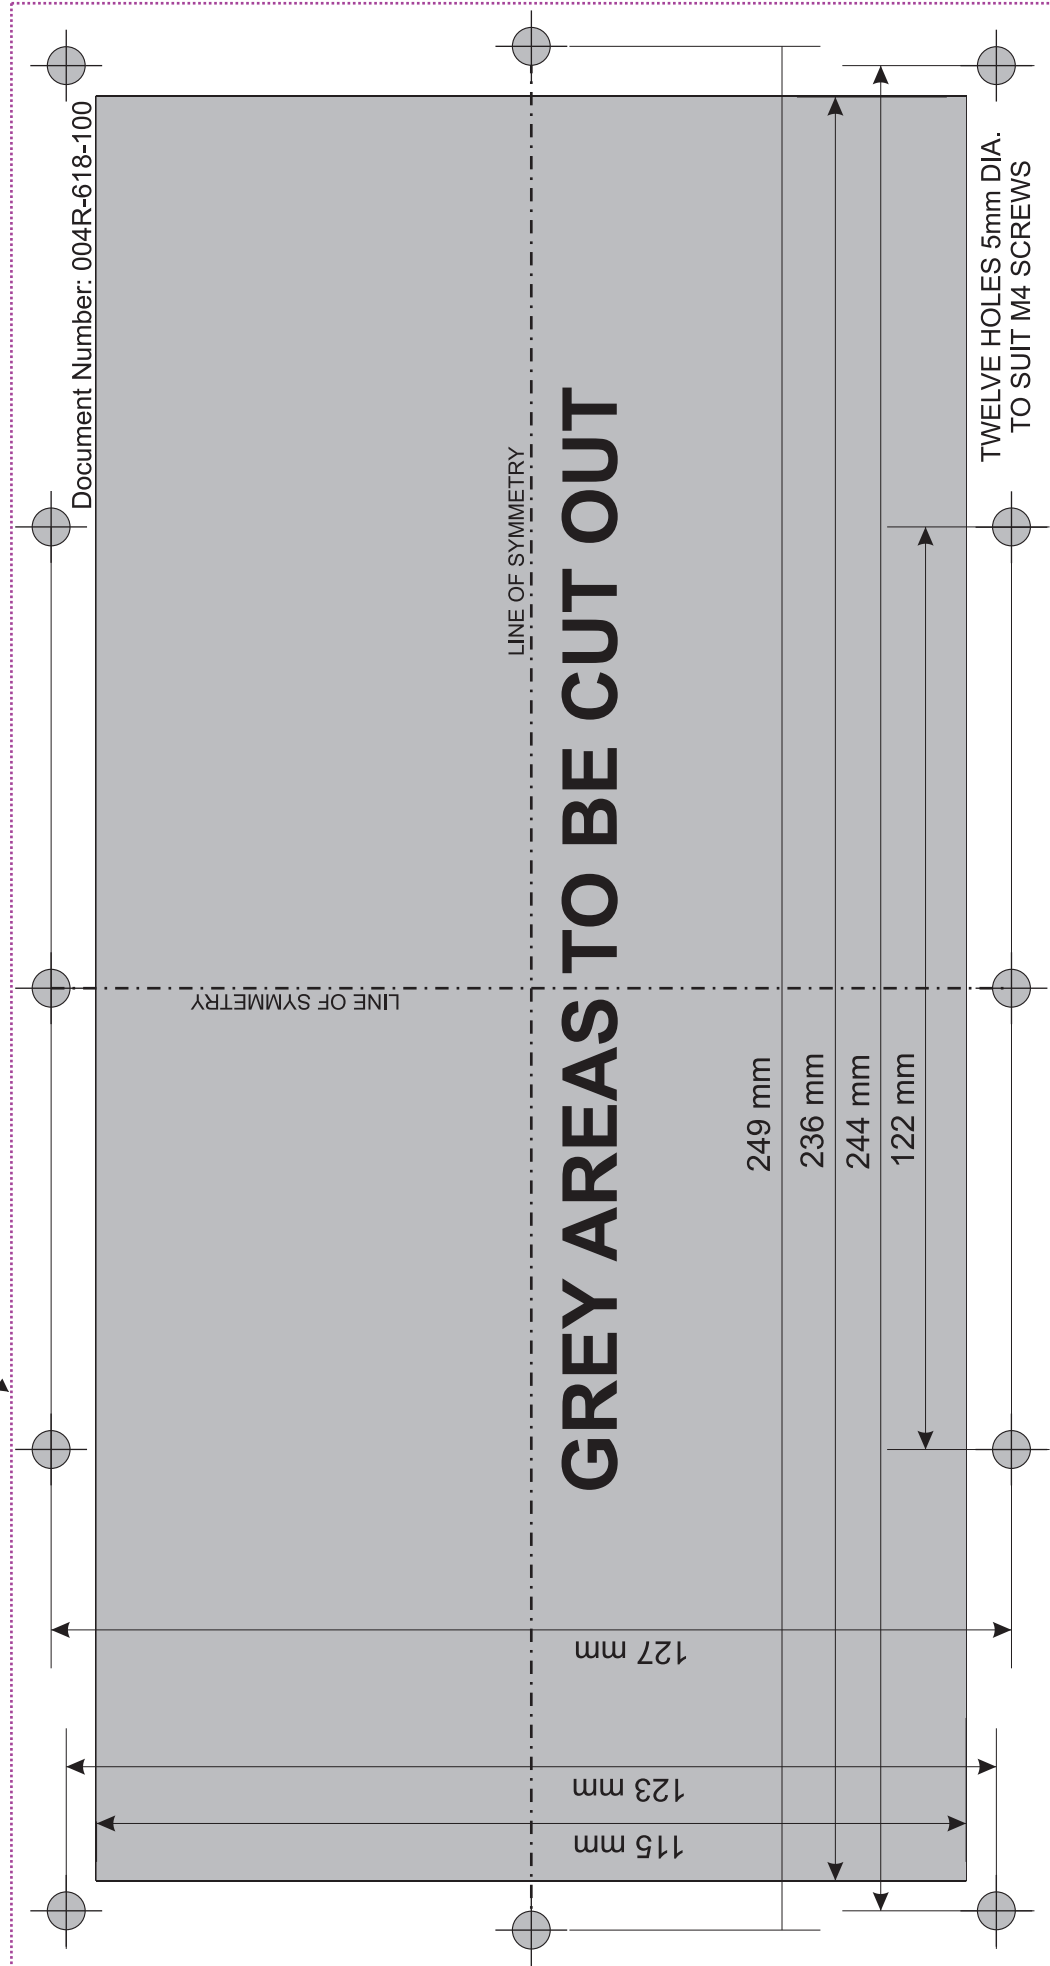 Document Number: 004R-618-100
TWELVE HOLES 5mm DIA.
TO SUIT M4 SCREWS
LINE OF SYMMETRY
GREY AREAS TO BE CUT OUT
LINE OF SYMMETRY
249 mm
236 mm
244 mm
122 mm
127 mm
123 mm
115 mm